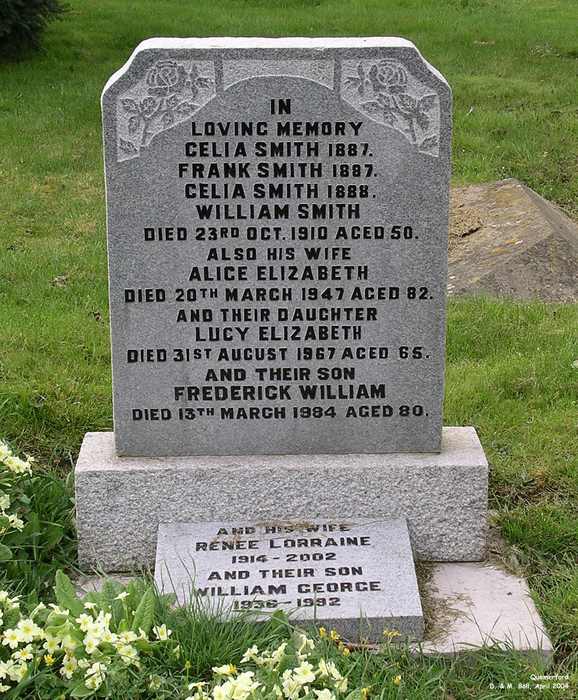 IN
LOVING MEMORY
CELIA SMITH 1887.
FRANK SMITH 1887.
CELIA SMITH 1888.
WILLIAM SMITH
DIED 23RD OCT. 1910 AGED 50.
ALSO HIS WIFE
ALICE ELIZABETH
DIED 20TH MARCH 1947 AGED 82.
AND THEIR DAUGHTER
LUCY ELIZABETH
DIED 31ST AUGUST 1967 AGED 65.
AND THEIR SON
FREDERICK WILLIAM
DIED 13TH MARCH 1984 AGED 80.
AND HIS WIFE
RENEE LORRAINE
1914 - 2002
AND THEIR SON
WILLIAM GEORGE
1936 - 1992
Quemerford
D. & M. Ball, April 2004